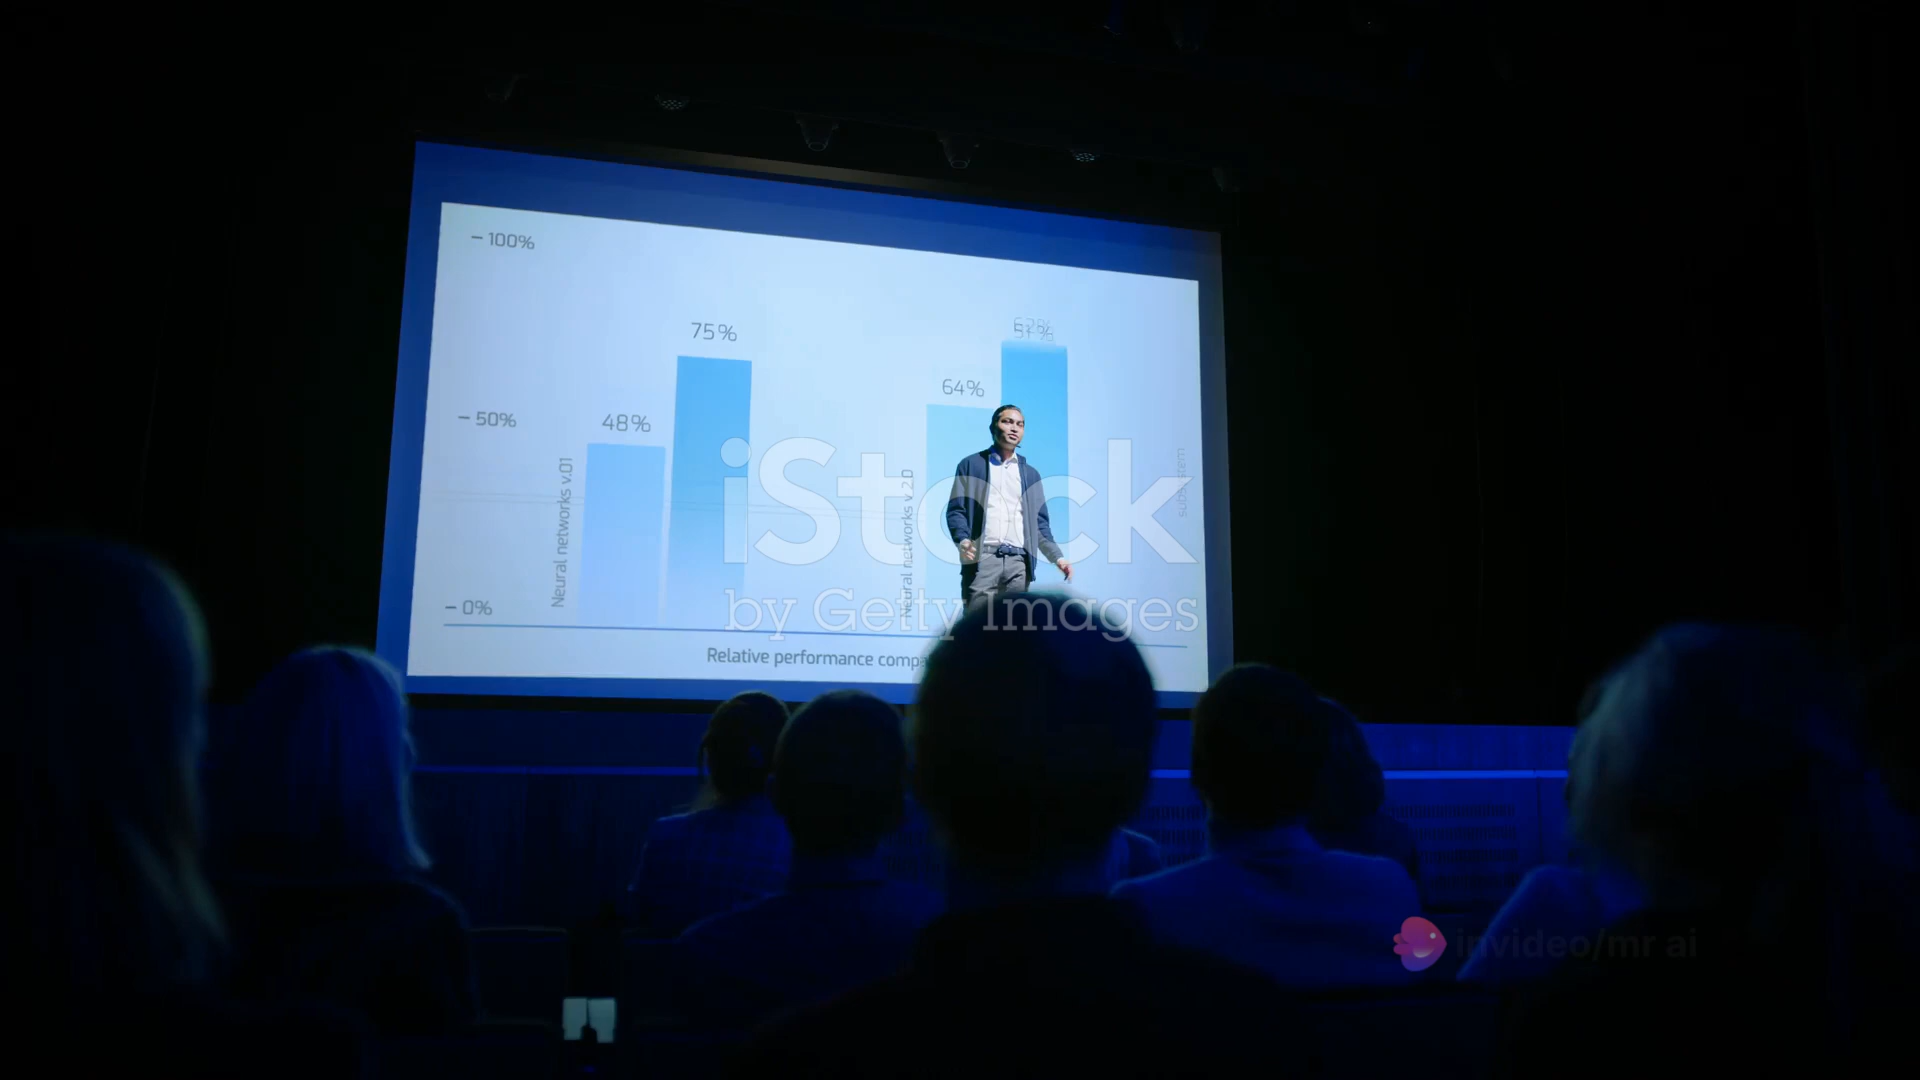 – 100%
75%
64%
48%
– 50%
Neural networks v.01
Neural networks v 2.0
subsystem
– 0%
Relative performance
iStock
by Getty Images
invideo/mr ai